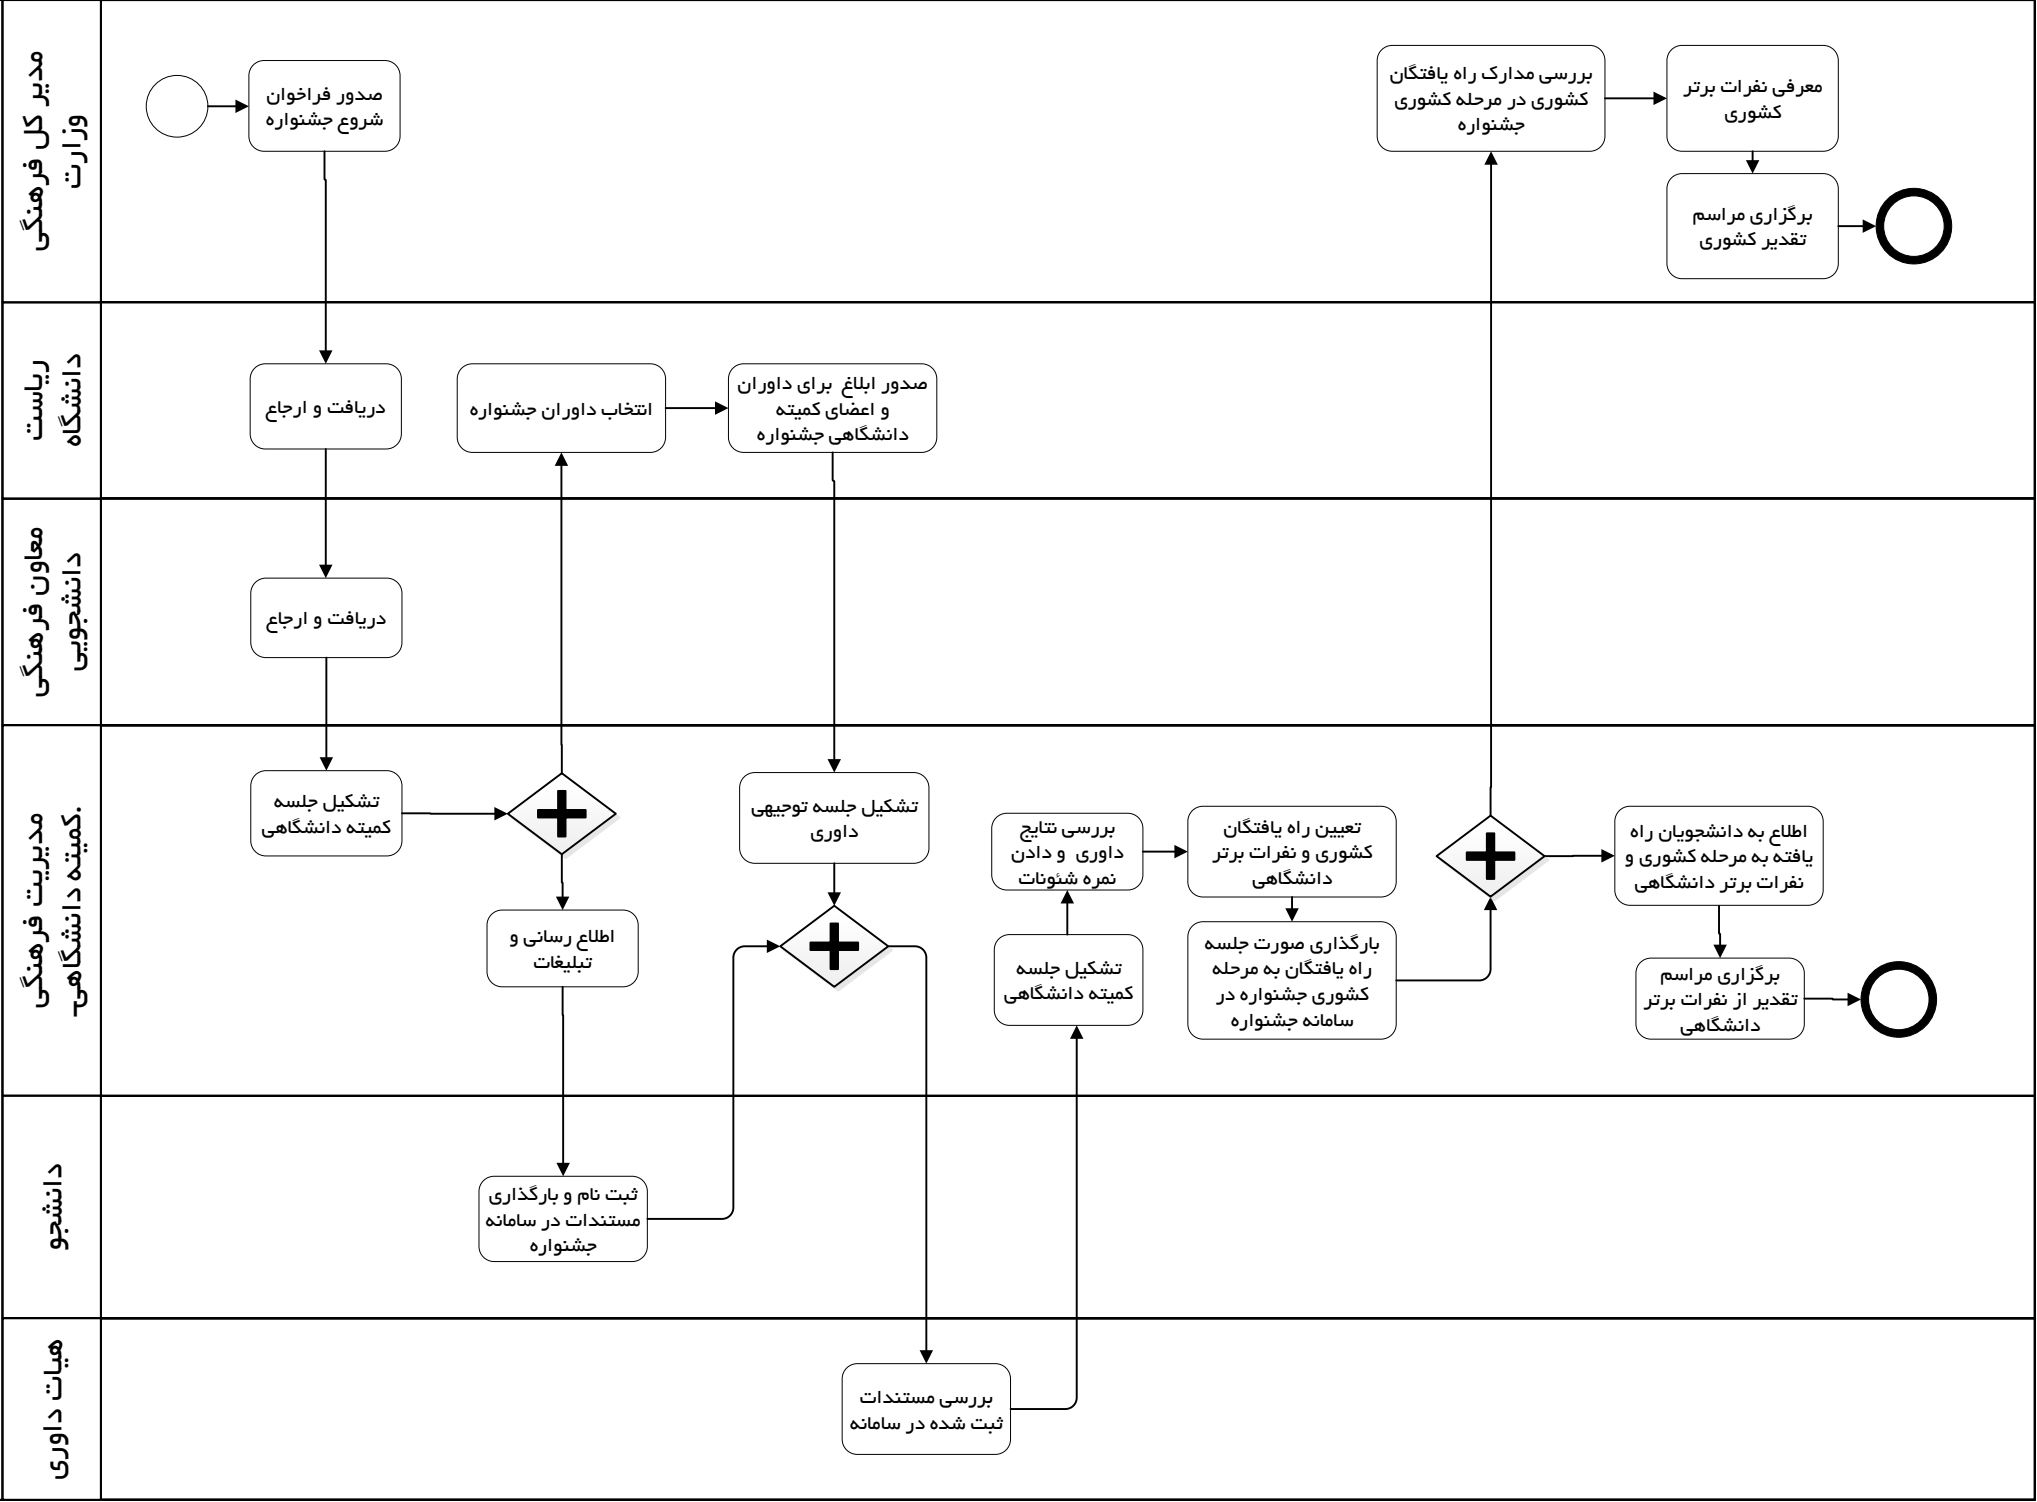 مدیر کل فرهنگی
وزارت
صدور فراخوان
شروع جشنواره
بررسی مدارک راه یافتگان
کشوری در مرحله کشوری
جشنواره
معرفی نفرات برتر
کشوری
برگزاری مراسم
تقدیر کشوری
ریاست
دانشگاه
دریافت و ارجاع
انتخاب داوران جشنواره
صدور ابلاغ برای داوران
و اعضای کمیته
دانشگاهی جشنواره
معاون فرهنگی
دانشجویی
دریافت و ارجاع
مدیریت فرهنگی
.کمیته دانشگاهی-
تشکیل جلسه
کمیته دانشگاهی
اطلاع رسانی و
تبلیغات
تشکیل جلسه توجیهی
داوری
تشکیل جلسه
کمیته دانشگاهی
بررسی نتایج
داوری و دادن
نمره شئونات
تعیین راه یافتگان
کشوری و نفرات برتر
دانشگاهی
بارگذاری صورت جلسه
راه یافتگان به مرحله
کشوری جشنواره در
سامانه جشنواره
اطلاع به دانشجویان راه
یافته به مرحله کشوری و
نفرات برتر دانشگاهی
برگزاری مراسم
تقدیر از نفرات برتر
دانشگاهی
دانشجو
ثبت نام و بارگذاری
مستندات در سامانه
جشنواره
هیات داوری
بررسی مستندات
ثبت شده در سامانه